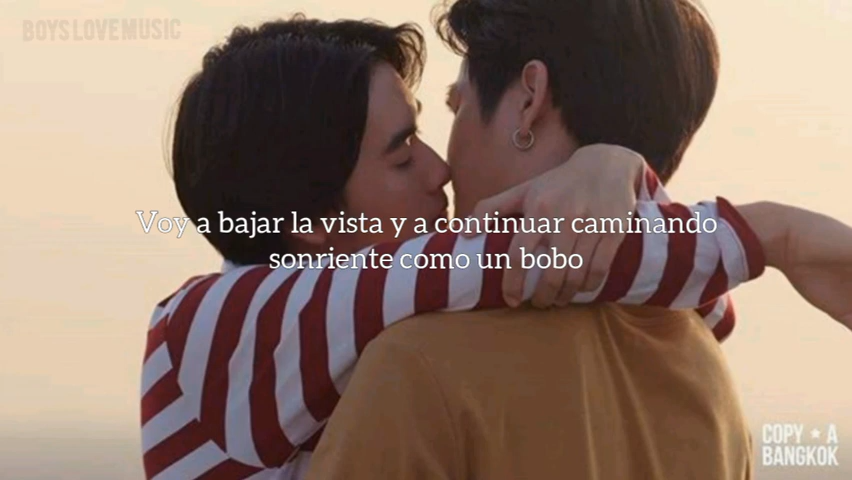 BOYS LOVE MUSIC
Voy a bajar la vista y a continuar caminando
sonriente como un bobo
COPY ★ A
BANGKOK